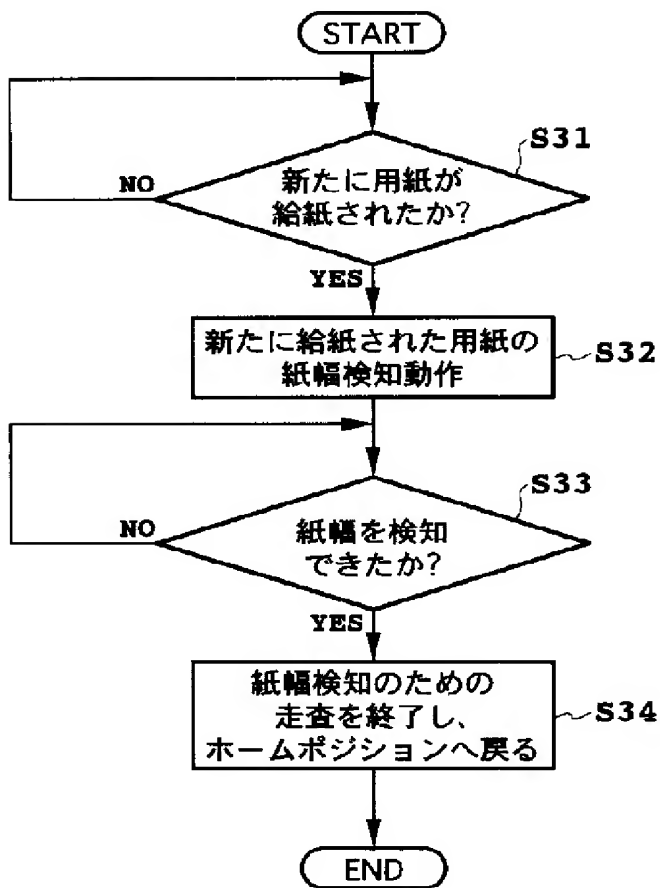 START
S31
新たに用紙が
給紙されたか?
NO
YES
新たに給紙された用紙の
紙幅検知動作
S32
S33
紙幅を検知
できたか?
NO
YES
紙幅検知のための
走査を終了し、
ホームポジションへ戻る
S34
END